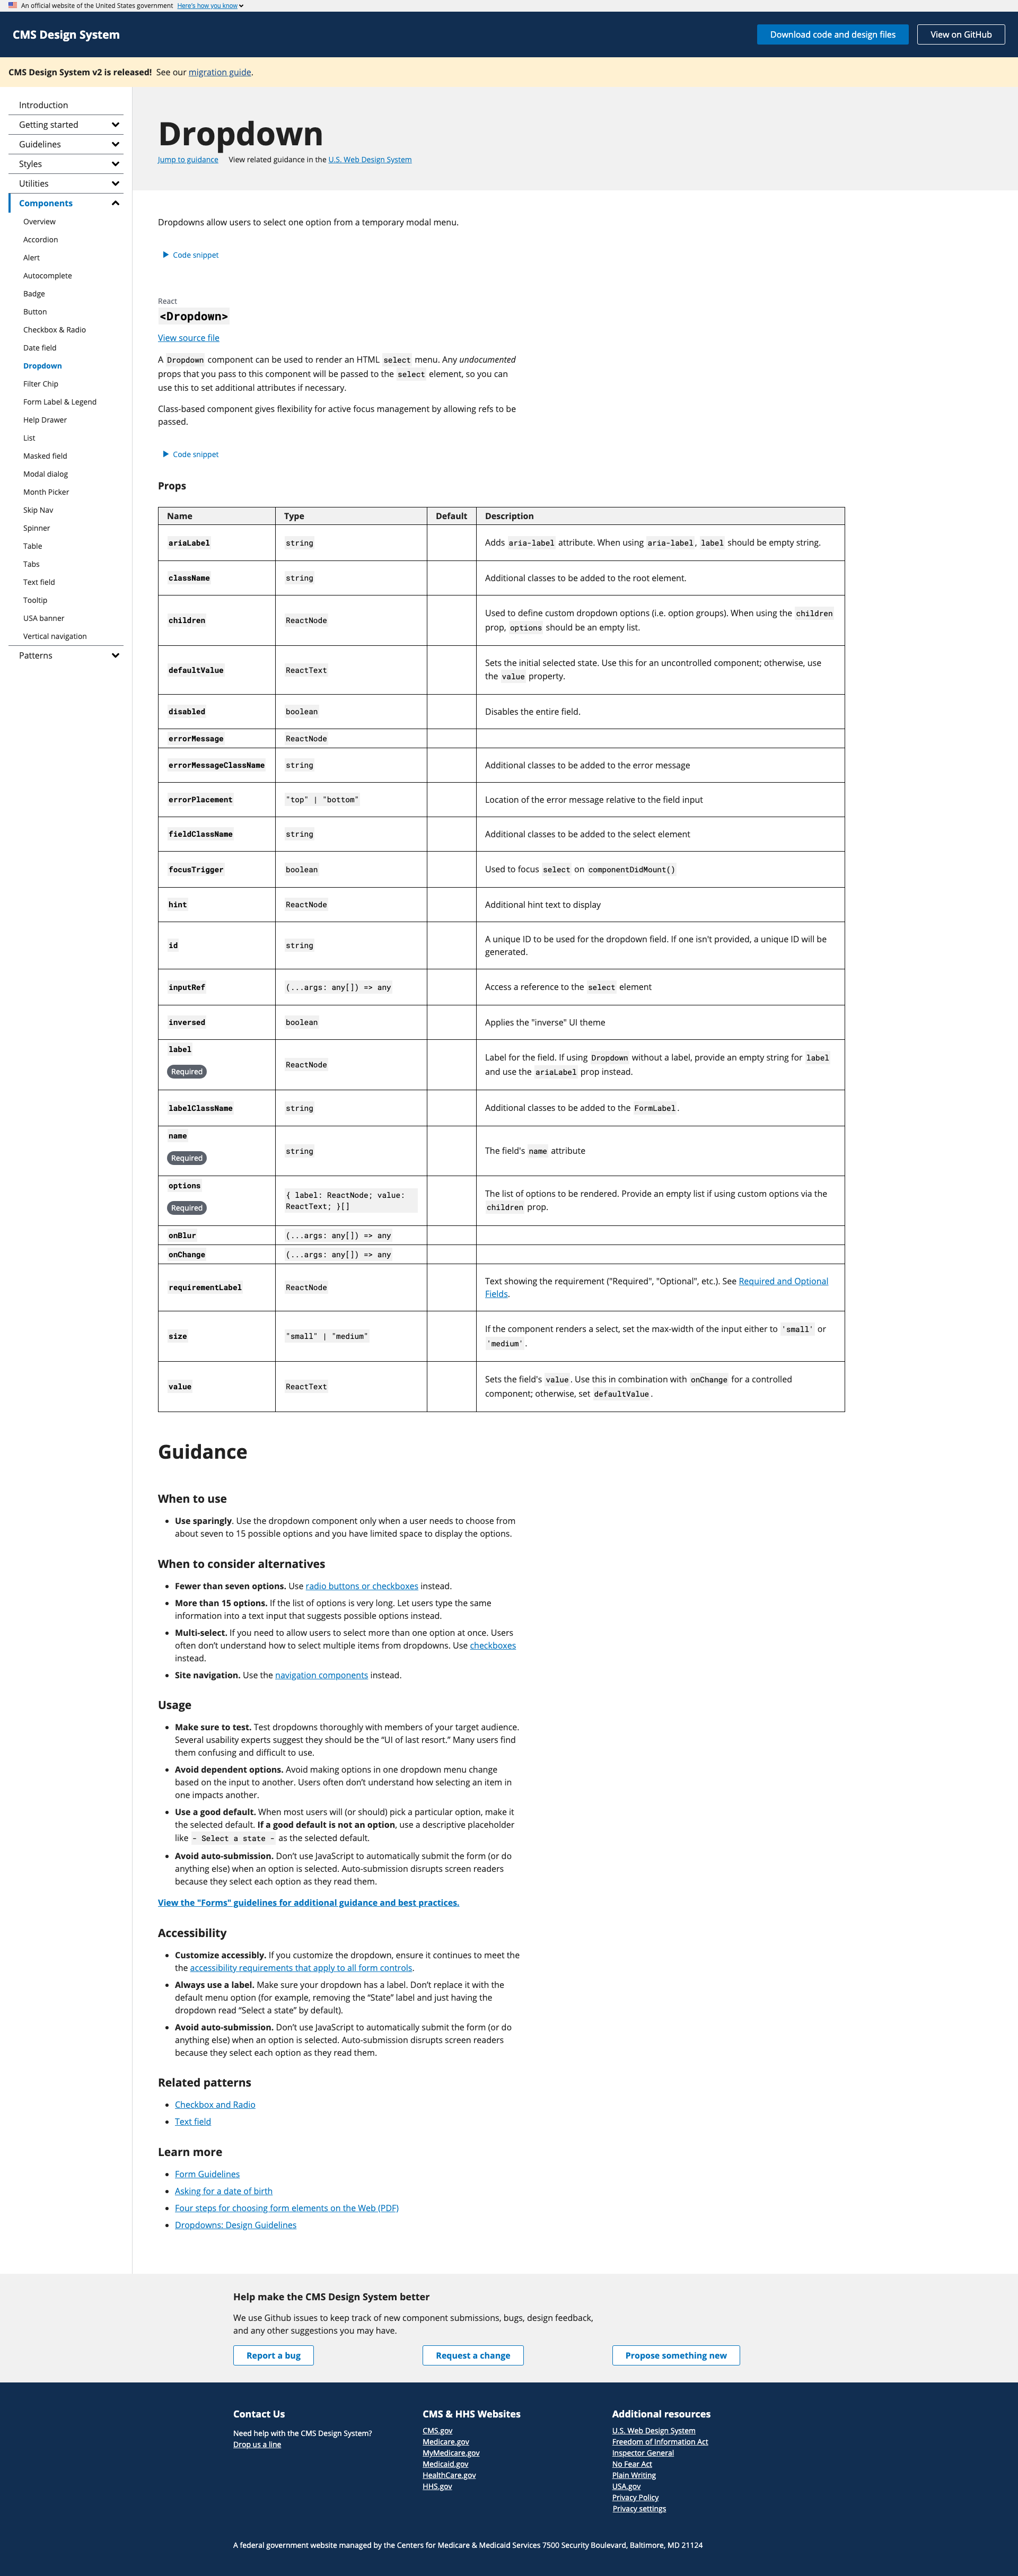 An official website of the United States government Here's how you know
CMS Design System
Download code and design files
View on GitHub
CMS Design System v2 is released! See our migration guide.
Introduction
Getting started
Guidelines
Styles
Utilities
Components
Overview
Accordion
Alert
Autocomplete
Badge
Button
Checkbox & Radio
Date field
Dropdown
Filter Chip
Form Label & Legend
Help Drawer
List
Masked field
Modal dialog
Month Picker
Skip Nav
Spinner
Table
Tabs
Text field
Tooltip
USA banner
Vertical navigation
Patterns
Dropdown
Jump to guidance View related guidance in the U.S. Web Design System
Dropdowns allow users to select one option from a temporary modal menu.
Code snippet
React
<Dropdown>
View source file
A Dropdown component can be used to render an HTML select menu. Any undocumented
props that you pass to this component will be passed to the select element, so you can
use this to set additional attributes if necessary.
Class-based component gives flexibility for active focus management by allowing refs to be
passed.
Code snippet
Props
Name Type Default Description
ariaLabel string Adds aria-label attribute. When using aria-label, label should be empty string.
className string Additional classes to be added to the root element.
children ReactNode Used to define custom dropdown options (i.e. option groups). When using the children
prop, options should be an empty list.
defaultValue ReactText Sets the initial selected state. Use this for an uncontrolled component; otherwise, use
the value property.
disabled boolean Disables the entire field.
errorMessage ReactNode
errorMessageClassName string Additional classes to be added to the error message
errorPlacement "top" | "bottom" Location of the error message relative to the field input
fieldClassName string Additional classes to be added to the select element
focusTrigger boolean Used to focus select on componentDidMount()
hint ReactNode Additional hint text to display
id string A unique ID to be used for the dropdown field. If one isn't provided, a unique ID will be
generated.
inputRef (...args: any[]) => any Access a reference to the select element
inversed boolean Applies the "inverse" UI theme
label
Required
ReactNode Label for the field. If using Dropdown without a label, provide an empty string for label
and use the ariaLabel prop instead.
labelClassName string Additional classes to be added to the FormLabel.
name
Required
string The field's name attribute
options
Required
{ label: ReactNode; value:
ReactText; }[]
The list of options to be rendered. Provide an empty list if using custom options via the
children prop.
onBlur (...args: any[]) => any
onChange (...args: any[]) => any
requirementLabel ReactNode Text showing the requirement ("Required", "Optional", etc.). See Required and Optional
Fields.
size "small" | "medium" If the component renders a select, set the max-width of the input either to 'small' or
'medium'.
value ReactText Sets the field's value. Use this in combination with onChange for a controlled
component; otherwise, set defaultValue.
Guidance
When to use
• Use sparingly. Use the dropdown component only when a user needs to choose from
about seven to 15 possible options and you have limited space to display the options.
When to consider alternatives
• Fewer than seven options. Use radio buttons or checkboxes instead.
• More than 15 options. If the list of options is very long. Let users type the same
information into a text input that suggests possible options instead.
• Multi-select. If you need to allow users to select more than one option at once. Users
often don't understand how to select multiple items from dropdowns. Use checkboxes
instead.
• Site navigation. Use the navigation components instead.
Usage
• Make sure to test. Test dropdowns thoroughly with members of your target audience.
Several usability experts suggest they should be the “UI of last resort.” Many users find
them confusing and difficult to use.
• Avoid dependent options. Avoid making options in one dropdown menu change
based on the input to another. Users often don’t understand how selecting an item in
one impacts another.
• Use a good default. When most users will (or should) pick a particular option, make it
the selected default. If a good default is not an option, use a descriptive placeholder
like - Select a state - as the selected default.
• Avoid auto-submission. Don’t use JavaScript to automatically submit the form (or do
anything else) when an option is selected. Auto-submission disrupts screen readers
because they select each option as they read them.
View the "Forms" guidelines for additional guidance and best practices.
Accessibility
• Customize accessibly. If you customize the dropdown, ensure it continues to meet the
the accessibility requirements that apply to all form controls.
• Always use a label. Make sure your dropdown has a label. Don’t replace it with the
default menu option (for example, removing the “State” label and just having the
dropdown read “Select a state” by default).
• Avoid auto-submission. Don’t use JavaScript to automatically submit the form (or do
anything else) when an option is selected. Auto-submission disrupts screen readers
because they select each option as they read them.
Related patterns
• Checkbox and Radio
• Text field
Learn more
• Form Guidelines
• Asking for a date of birth
• Four steps for choosing form elements on the Web (PDF)
• Dropdowns: Design Guidelines
Help make the CMS Design System better
We use Github issues to keep track of new component submissions, bugs, design feedback,
and any other suggestions you may have.
Report a bug
Request a change
Propose something new
Contact Us
Need help with the CMS Design System?
Drop us a line
CMS & HHS Websites
CMS.gov
Medicare.gov
MyMedicare.gov
Medicaid.gov
HealthCare.gov
HHS.gov
Additional resources
U.S. Web Design System
Freedom of Information Act
Inspector General
No Fear Act
Plain Writing
USA.gov
Privacy Policy
Privacy settings
A federal government website managed by the Centers for Medicare & Medicaid Services 7500 Security Boulevard, Baltimore, MD 21124